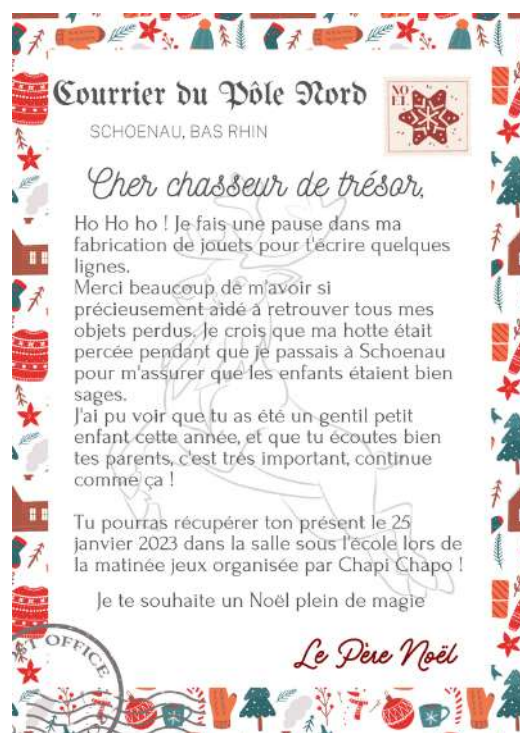 Courrier du Pôle Nord
NO
EL
SCHOENAU, BAS RHIN
Cher chasseur de trésor,
Ho Ho ho ! Je fais une pause dans ma
fabrication de jouets pour t'écrire quelques
lignes.
Merci beaucoup de m'avoir si
précieusement aidé à retrouver tous mes
objets perdus. Je crois que ma hotte était
percée pendant que je passais à Schoenau
pour m'assurer que les enfants étaient bien
sages.
J'ai pu voir que tu as été un gentil petit
enfant cette année, et que tu écoutes bien
tes parents, c'est très important, continue
comme ça !
Tu pourras récupérer ton présent le 25
janvier 2023 dans la salle sous l'école lors de
la matinée jeux organisée par Chapi Chapo !
Je te souhaite un Noël plein de magie
Le Père Noël
OFFICE